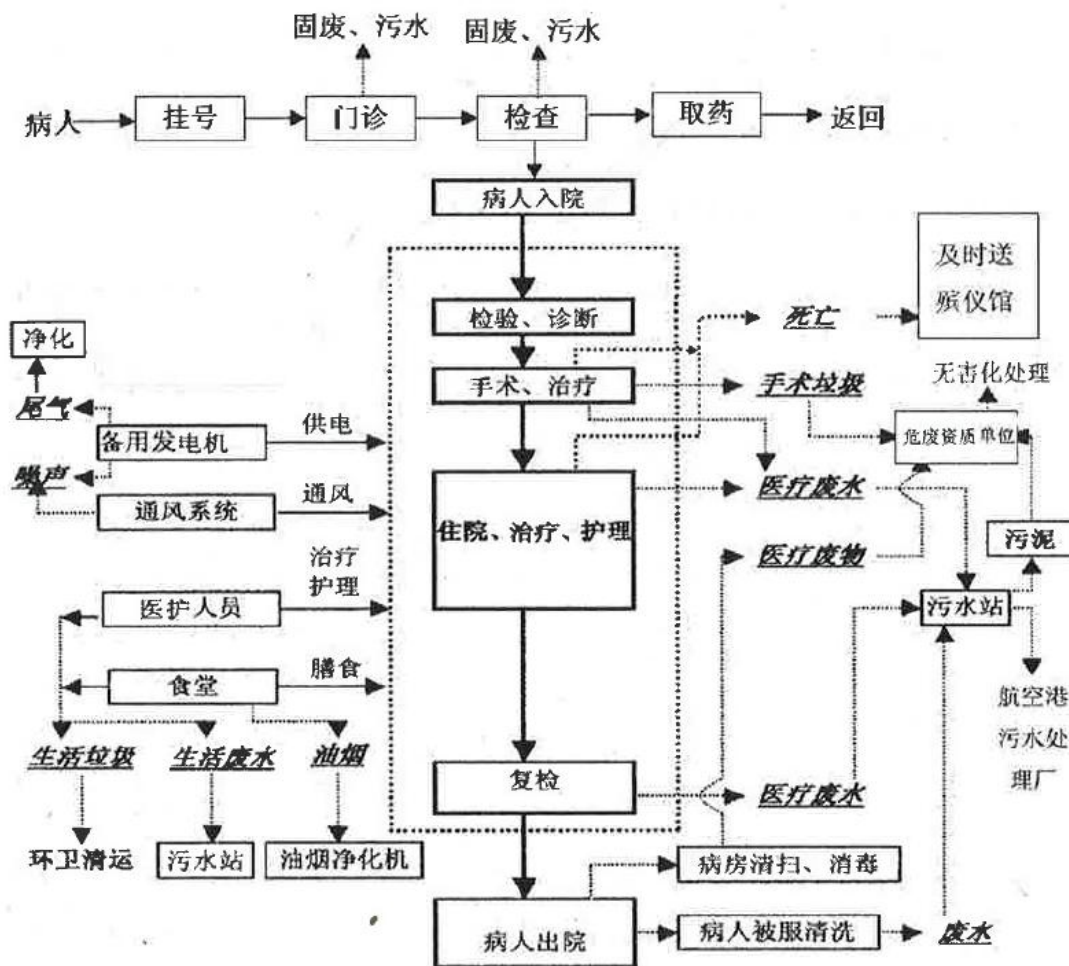 固废、污水
固废、污水
病人
挂号
门诊
检查
取药
返回
病人入院
及时送
殡仪馆
检验、诊断
死亡
净化
手术、治疗
手术垃圾
无害化处理
尾气
备用发电机
供电
危废资质单位
噪声
通风系统
通风
住院、治疗、护理
医疗废水
医疗废物
污泥
治疗
护理
医护人员
污水站
食堂
膳食
航空港
污水处
理厂
生活垃圾
生活废水
油烟
复检
医疗废水
环卫清运
污水站
油烟净化机
病房清扫、消毒
病人出院
病人被服清洗
废水